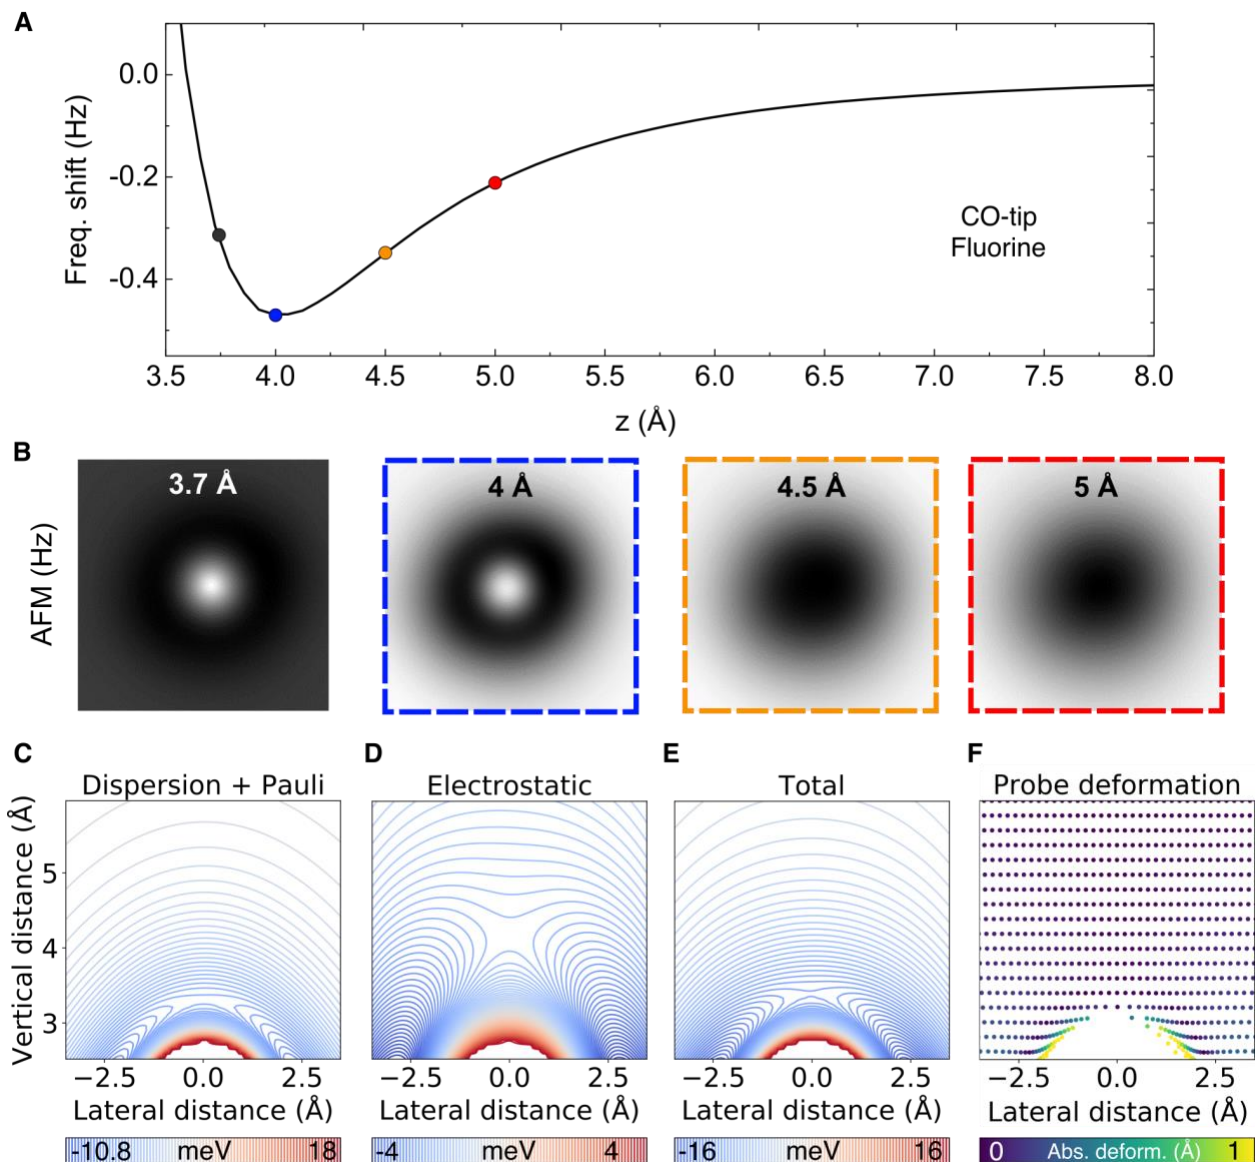 A
Freq. shift (Hz)
0.0
-0.2
-0.4
CO-tip
Fluorine
3.5 4.0 4.5 5.0 5.5 6.0 6.5 7.0 7.5 8.0
z (Å)
B
AFM (Hz)
3.7 Å
4 Å
4.5 Å
5 Å
C
Dispersion + Pauli
D
Electrostatic
E
Total
F
Probe deformation
Vertical distance (Å)
5
4
3
−2.5 0.0 2.5
−2.5 0.0 2.5
−2.5 0.0 2.5
−2.5 0.0 2.5
Lateral distance (Å)
Lateral distance (Å)
Lateral distance (Å)
Lateral distance (Å)
-10.8 meV 18
-4 meV 4
-16 meV 16
0 Abs. deform. (Å) 1